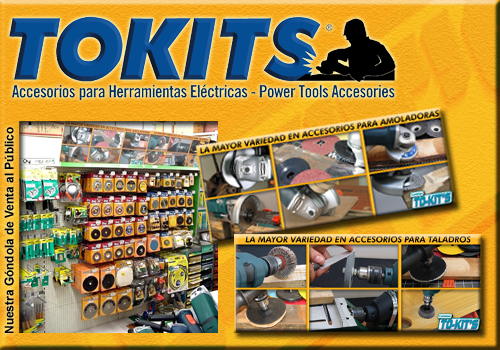 TOKITS®
Accesorios para Herramientas Eléctricas - Power Tools Accesories
Nuestra Góndola de Venta al Público
LA MAYOR VARIEDAD EN ACCESORIOS PARA AMOLADORAS
TO-KIT'S
LA MAYOR VARIEDAD EN ACCESORIOS PARA TALADROS
TO-KIT'S